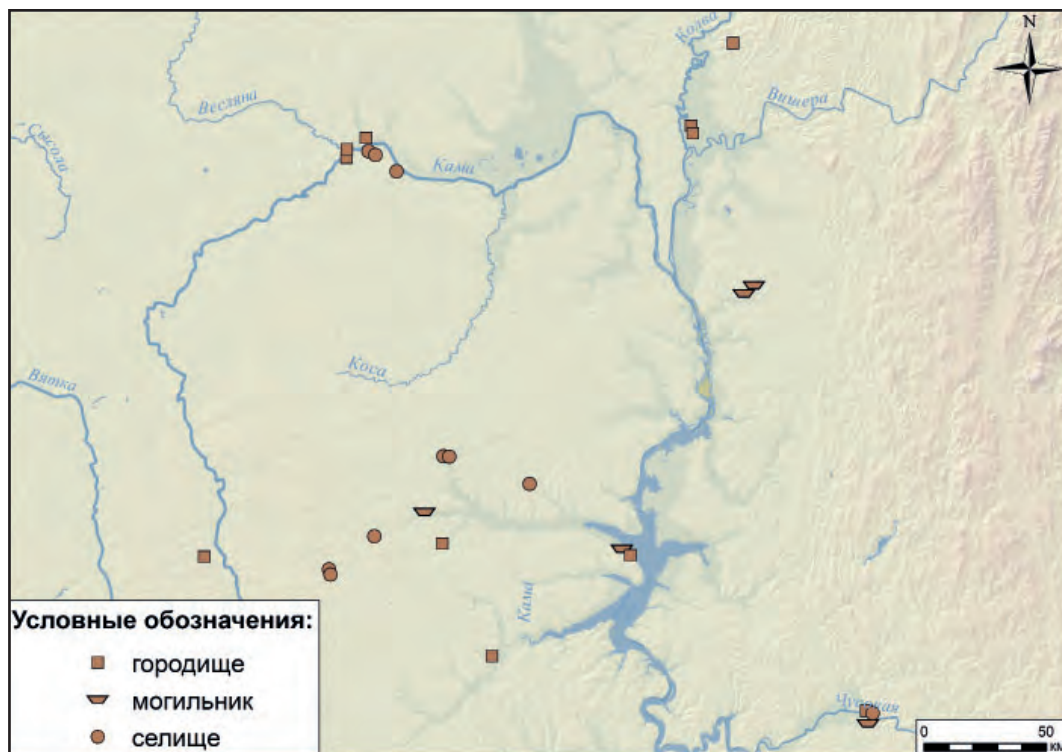 Колва
N
Вишера
Весляна
Сысола
Кама
Коса
Вятка
Кама
Условные обозначения:
городище
могильник
селище
Чусовая
0 50